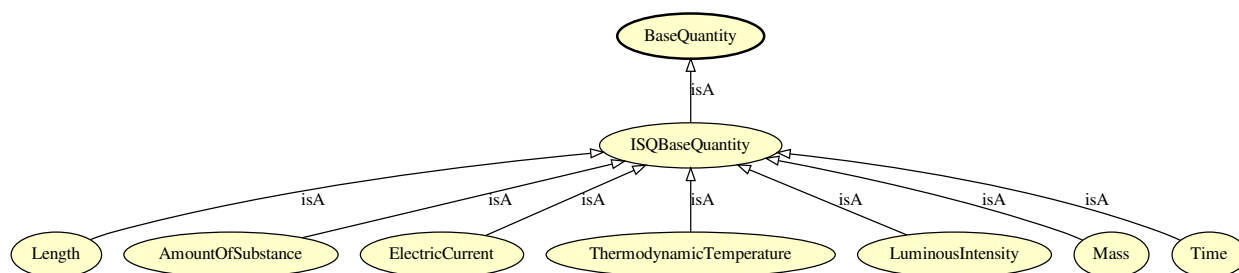 BaseQuantity
isA
ISQBaseQuantity
isA isA isA isA isA isA isA
Length AmountOfSubstance ElectricCurrent ThermodynamicTemperature LuminousIntensity Mass Time